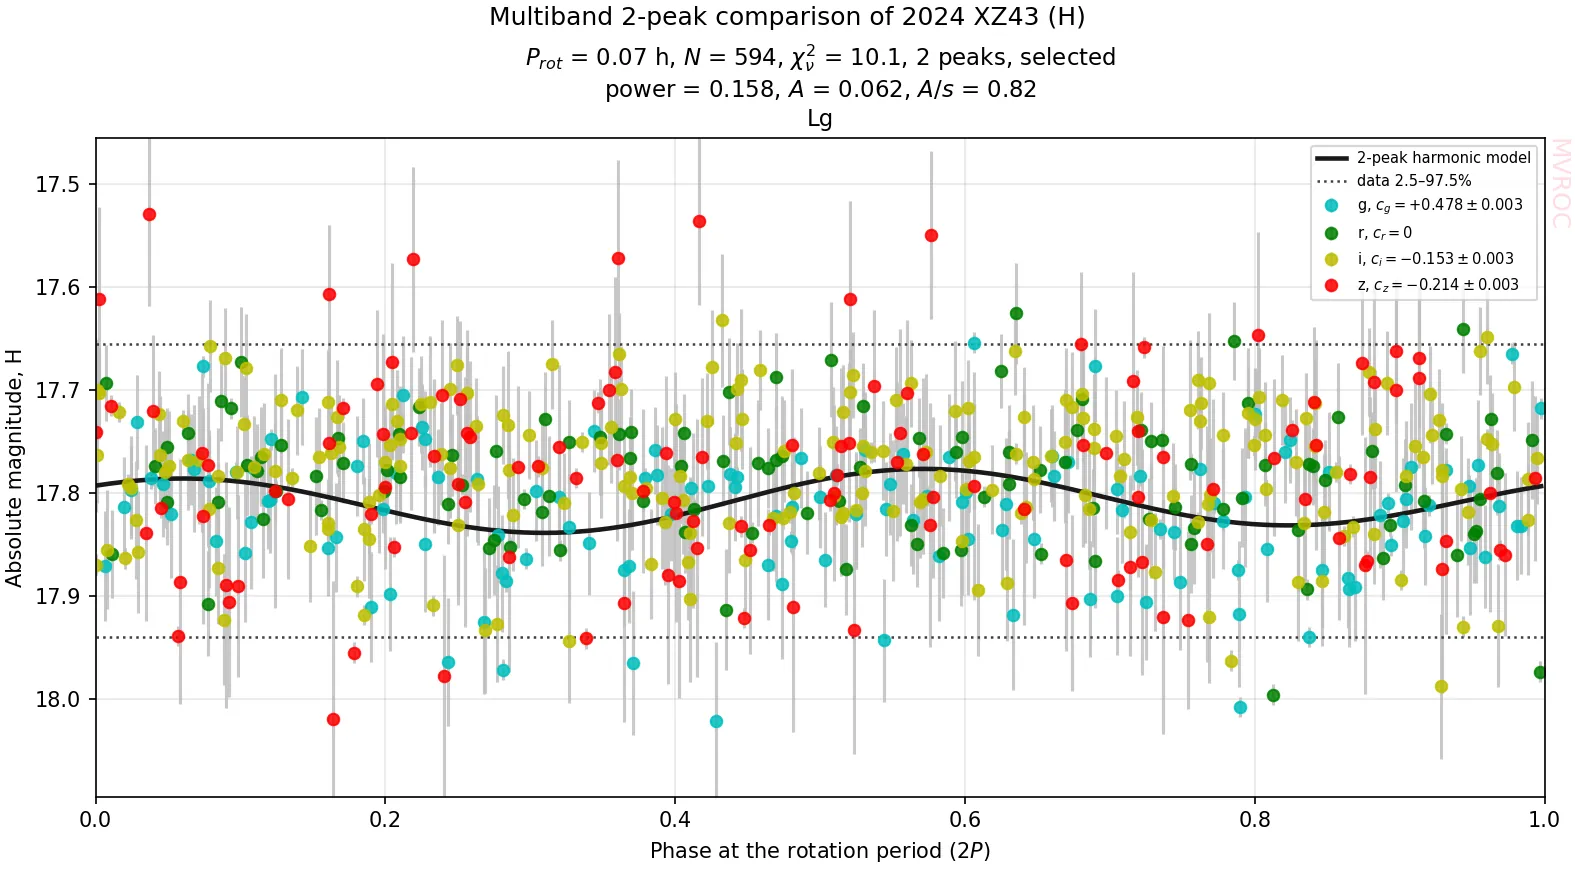 Multiband 2-peak comparison of 2024 XZ43 (H)
P_rot = 0.07 h, N = 594, χ²_ν = 10.1, 2 peaks, selected
power = 0.158, A = 0.062, A/s = 0.82
Lg
MVROC
2-peak harmonic model
data 2.5–97.5%
g, c_g = +0.478 ± 0.003
r, c_r = 0
i, c_i = −0.153 ± 0.003
z, c_z = −0.214 ± 0.003
Absolute magnitude, H
17.5
17.6
17.7
17.8
17.9
18.0
0.0 0.2 0.4 0.6 0.8 1.0
Phase at the rotation period (2P)